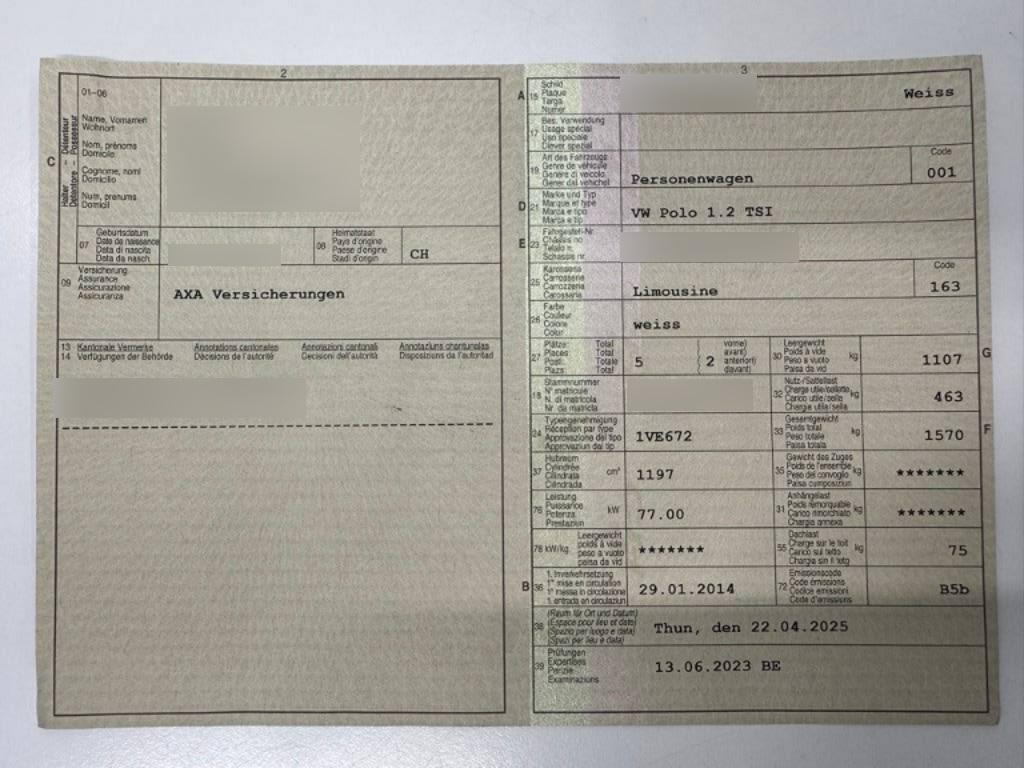 2
01-06
C
Halter – Détenteur
Detentore – Possessur
Name, Vornamen
Wohnort
Nom, prénoms
Domicile
Cognome, nomi
Domicilio
Num, prenums
Domicil
07
Geburtsdatum
Date de naissance
Data di nascita
Data da nasch.
08
Heimatstaat
Pays d'origine
Paese d'origine
Stadi d'origin
CH
09
Versicherung
Assurance
Assicurazione
Assicuranza
AXA Versicherungen
13 Kantonale Vermerke Annotations cantonales Annotazioni cantonali Annotaziuns chantunalas
14 Verfügungen der Behörde Décisions de l'autorité Decisioni dell'autorità Disposiziuns da l'autoritad
3
A 15
Schild
Plaque
Targa
Numer
Weiss
17
Bes. Verwendung
Usage spécial
Uso speciale
Diever spezial
19
Art des Fahrzeugs
Genre de véhicule
Genere di veicolo
Gener dal vehichel
Personenwagen
Code
001
D 21
Marke und Typ
Marque et type
Marca e tipo
Marca e tip
VW Polo 1.2 TSI
E 23
Fahrgestell-Nr.
Châssis no
Telaio n.
Schassis nr.
25
Karosserie
Carrosserie
Carrozzeria
Carossaria
Limousine
Code
163
26
Farbe
Couleur
Colore
Color
weiss
27
Plätze: Total
Places: Total
Posti: Totale
Plazs: Total
5
2
vorne)
avant)
anteriori)
davant)
30
Leergewicht
Poids à vide
Peso a vuoto
Paisa da vid
kg
1107
G
18
Stammnummer
N° matricule
N. di matricola
Nr. da matricla
32
Nutz-/Sattellast
Charge utile/sellette
Carico utile/sella
Chargia utile/sella
kg
463
24
Typengenehmigung
Réception par type
Approvazione del tipo
Approvaziun dal tip
1VE672
33
Gesamtgewicht
Poids total
Peso totale
Paisa totala
kg
1570
F
37
Hubraum
Cylindrée
Cilindrata
Cilindrada
cm³
1197
35
Gewicht des Zuges
Poids de l'ensemble
Peso del convoglio
Paisa cumposiziun
kg
*******
76
Leistung
Puissance
Potenza
Prestaziun
kW
77.00
31
Anhängelast
Poids remorquable
Carico rimorchiato
Chargia annexa
kg
*******
78 kW/kg
Leergewicht
poids à vide
peso a vuoto
paisa da vid
*******
55
Dachlast
Charge sur le toit
Carico sul tetto
Chargia sin il tetg
kg
75
B 36
1. Inverkehrsetzung
1re mise en circulation
1a messa in circolazione
1. entrada en circulaziun
29.01.2014
72
Emissionscode
Code émissions
Codice emissioni
Code d'emissiuns
B5b
38
(Raum für Ort und Datum)
(Espace pour lieu et date)
(Spazio per luogo e data)
(Spazi per lieu e data)
Thun, den 22.04.2025
39
Prüfungen
Expertises
Perizie
Examinaziuns
13.06.2023 BE